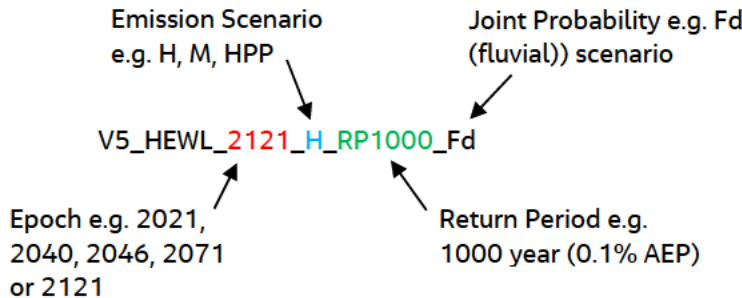 Emission Scenario
e.g. H, M, HPP
Joint Probability e.g. Fd
(fluvial)) scenario
V5_HEWL_2121_H_RP1000_Fd
Epoch e.g. 2021,
2040, 2046, 2071
or 2121
Return Period e.g.
1000 year (0.1% AEP)